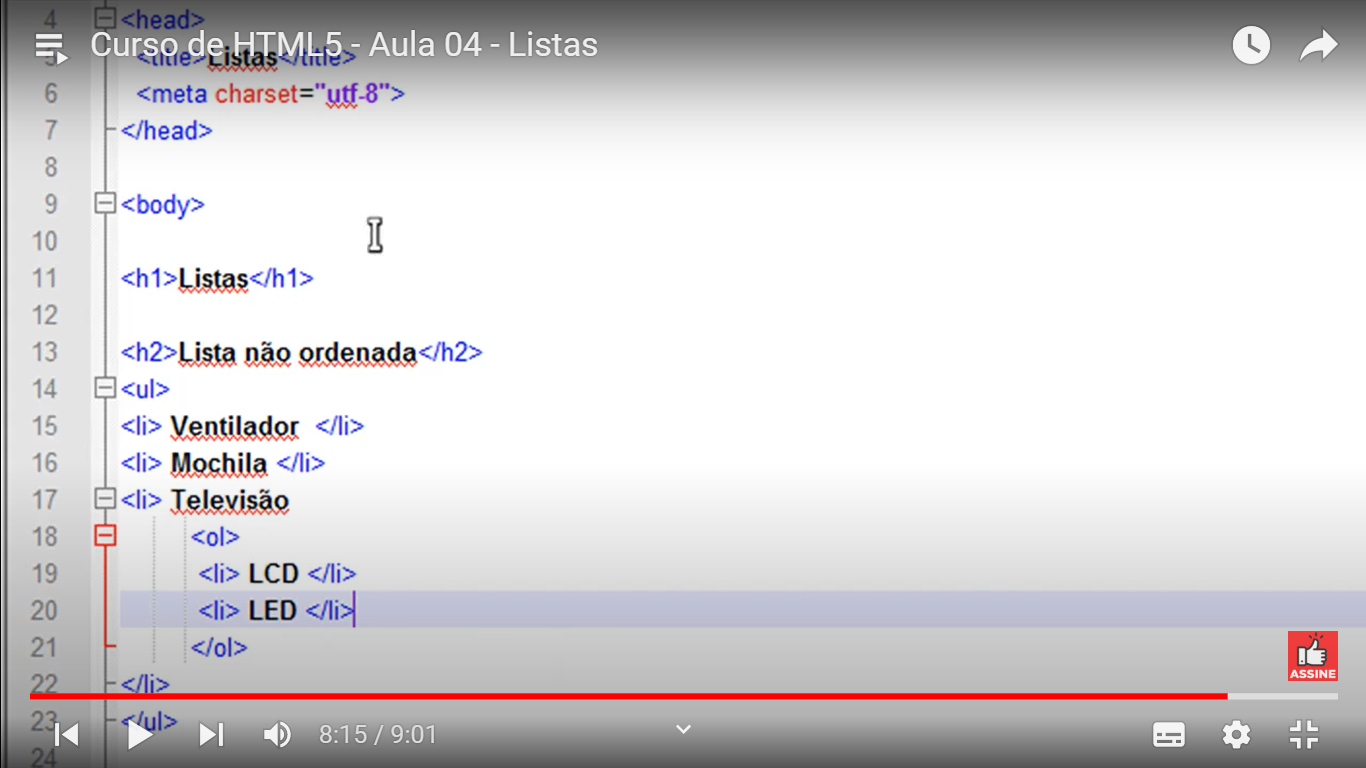 4 <head>
Curso de HTML5 - Aula 04 - Listas
5 <title>Listas</title>
6 <meta charset="utf-8">
7 </head>
8
9 <body>
10
11 <h1>Listas</h1>
12
13 <h2>Lista não ordenada</h2>
14 <ul>
15 <li> Ventilador </li>
16 <li> Mochila </li>
17 <li> Televisão
18 <ol>
19 <li> LCD </li>
20 <li> LED </li>
21 </ol>
ASSINE
22 </li>
23 </ul>
8:15 / 9:01
24